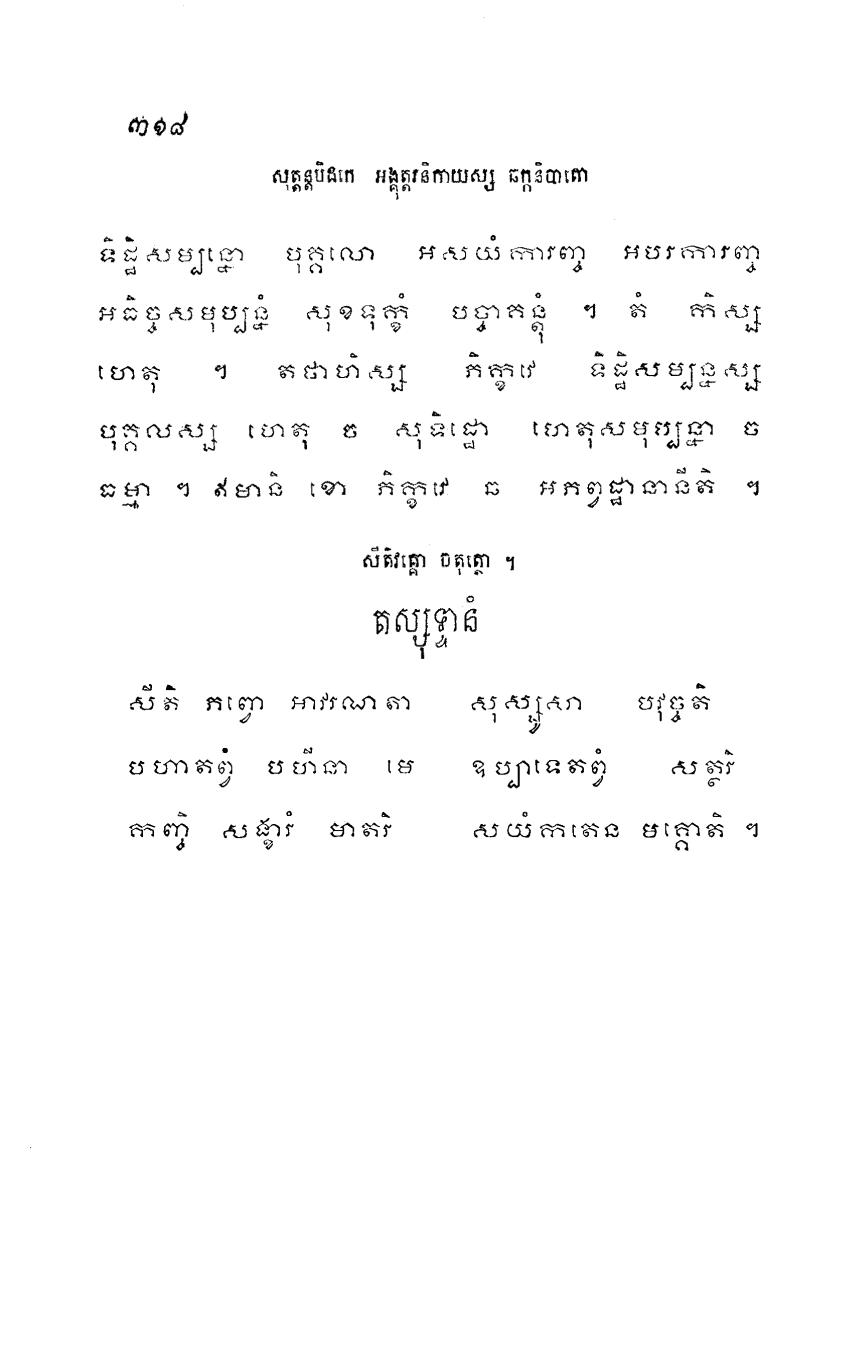 ៣១៨
សុត្តន្តបិដកេ អង្គុត្តរនិកាយស្ស ឆក្កនិបាតោ
ទិដ្ឋិសម្បន្នោ បុគ្គលោ អសយំការញ្ច អបរការញ្ច
អធិច្ចសមុប្បន្នំ សុខទុក្ខំ បច្ចាគន្តុំ ។ តំ កិស្ស
ហេតុ ។ តថាហិស្ស ភិក្ខវេ ទិដ្ឋិសម្បន្នស្ស
បុគ្គលស្ស ហេតុ ច សុទិដ្ឋោ ហេតុសមុប្បន្នា ច
ធម្មា ។ ឥមានិ ខោ ភិក្ខវេ ឆ អភព្វដ្ឋានានីតិ ។
សីតិវគ្គោ ចតុត្ថោ ។
តស្សុទ្ទានំ
សីតិ ភព្វោ អាវរណតា សុស្សូសា បវុច្ចតិ
បហាតព្វំ បហីនា មេ ឧប្បាទេតព្វំ សត្ថរិ
កញ្ចិ សង្ខារំ មាតរិ សយំកតេន មគ្គោតិ ។